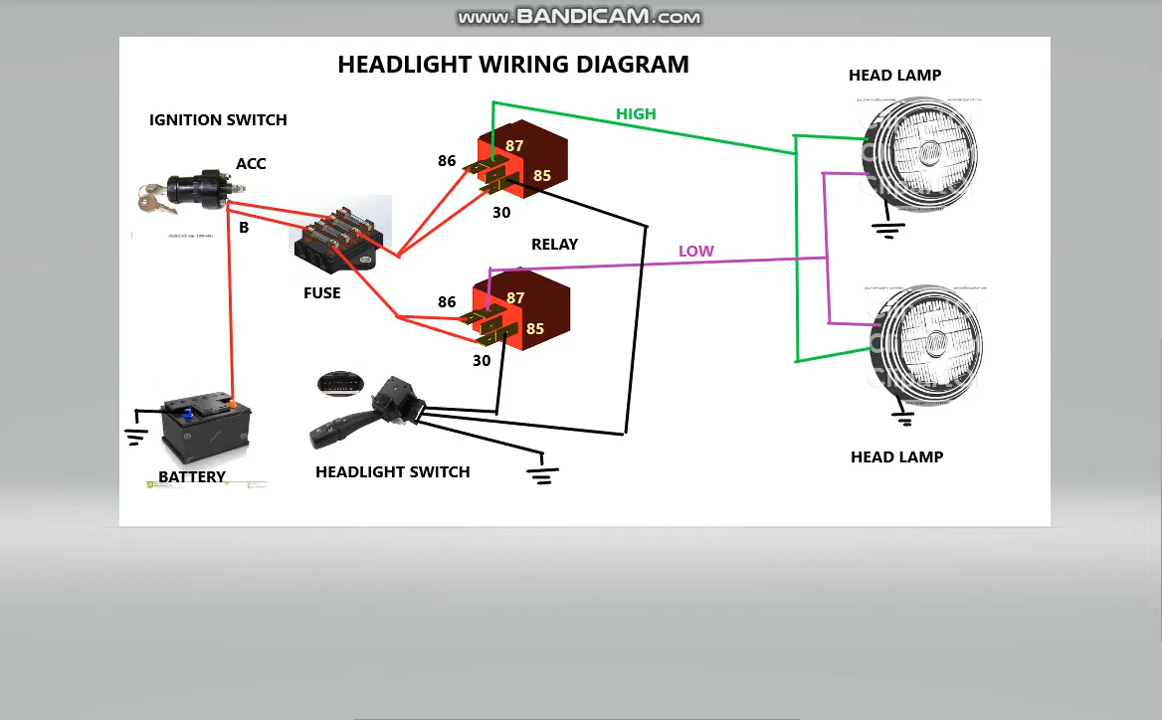 www.BANDICAM.com
HEADLIGHT WIRING DIAGRAM
HEAD LAMP
IGNITION SWITCH
ACC
B
HIGH
86
87
85
30
RELAY
LOW
FUSE
86
87
85
30
HEADLIGHT SWITCH
BATTERY
HEAD LAMP